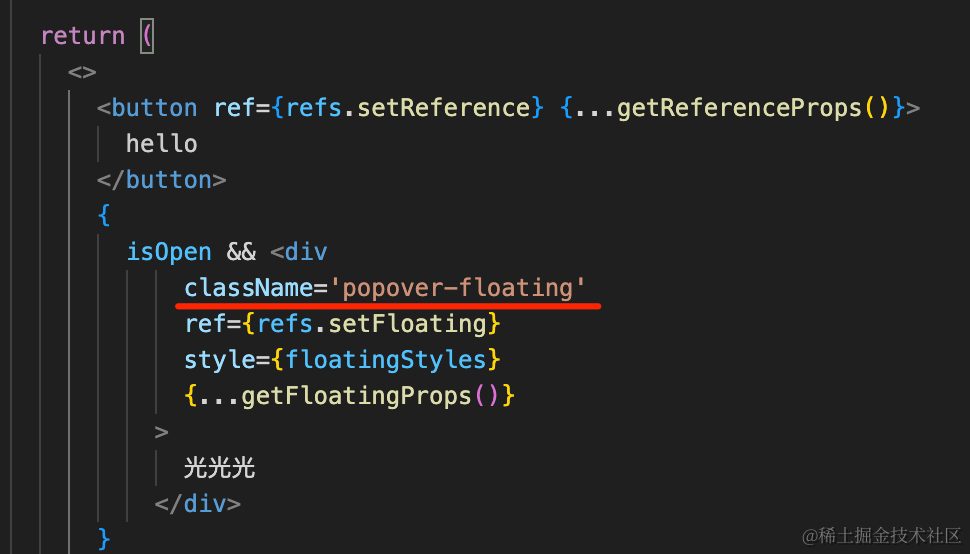 return (
<>
<button ref={refs.setReference} {...getReferenceProps()}>
hello
</button>
{
isOpen && <div
className='popover-floating'
ref={refs.setFloating}
style={floatingStyles}
{...getFloatingProps()}
>
光光光
</div>
}
@稀土掘金技术社区